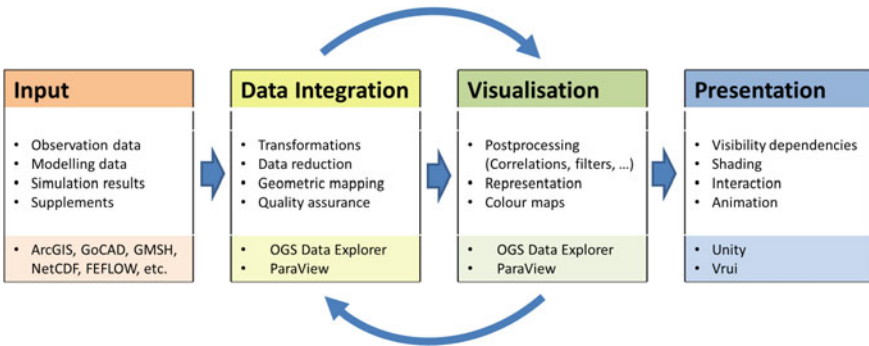 Input
• Observation data
• Modelling data
• Simulation results
• Supplements
• ArcGIS, GoCAD, GMSH,
NetCDF, FEFLOW, etc.
Data Integration
• Transformations
• Data reduction
• Geometric mapping
• Quality assurance
• OGS Data Explorer
• ParaView
Visualisation
• Postprocessing
(Correlations, filters, ...)
• Representation
• Colour maps
• OGS Data Explorer
• ParaView
Presentation
• Visibility dependencies
• Shading
• Interaction
• Animation
• Unity
• Vrui